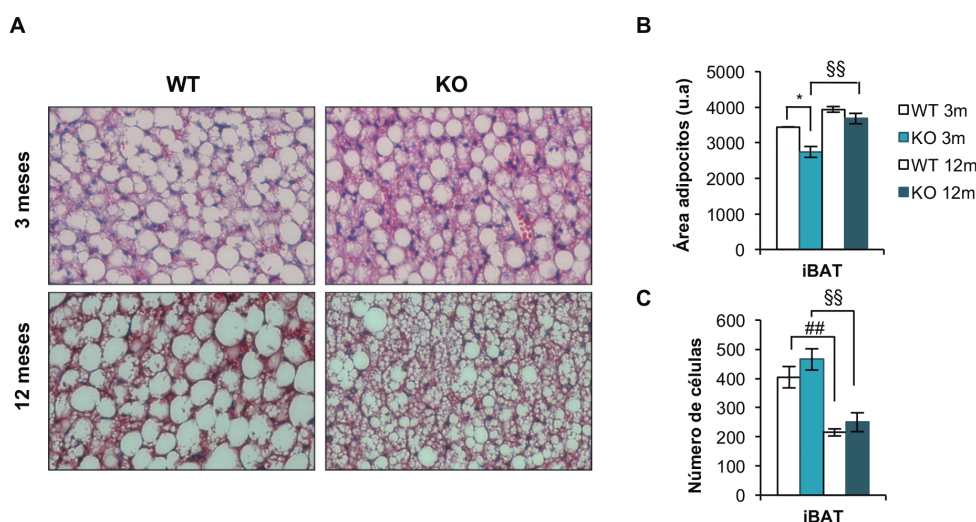 A
WT
KO
3 meses
12 meses
B
Área adipocitos (u.a)
5000
4000
3000
2000
1000
0
*
§§
iBAT
WT 3m
KO 3m
WT 12m
KO 12m
C
Número de células
600
500
400
300
200
100
0
##
§§
iBAT